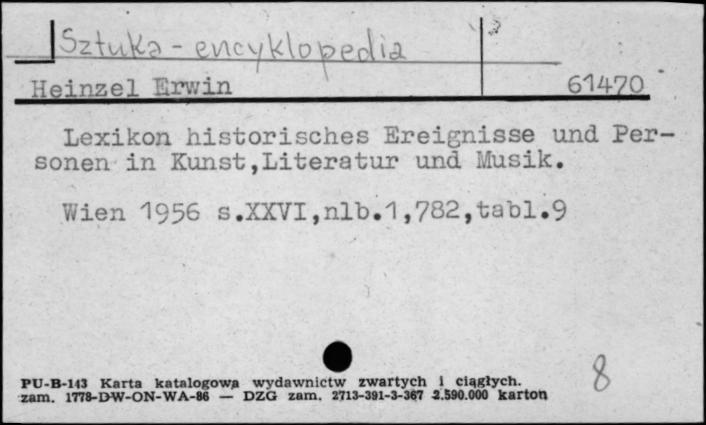 Sztuka - encyklopedia
Heinzel Erwin 61470
Lexikon historisches Ereignisse und Per-
sonen in Kunst,Literatur und Musik.
Wien 1956 s.XXVI,nlb.1,782,tabl.9
8
PU-B-143 Karta katalogowa wydawnictw zwartych i ciągłych.
zam. 1778-DW-ON-WA-86 — DZG zam. 2713-391-3-367 2.590.000 karton